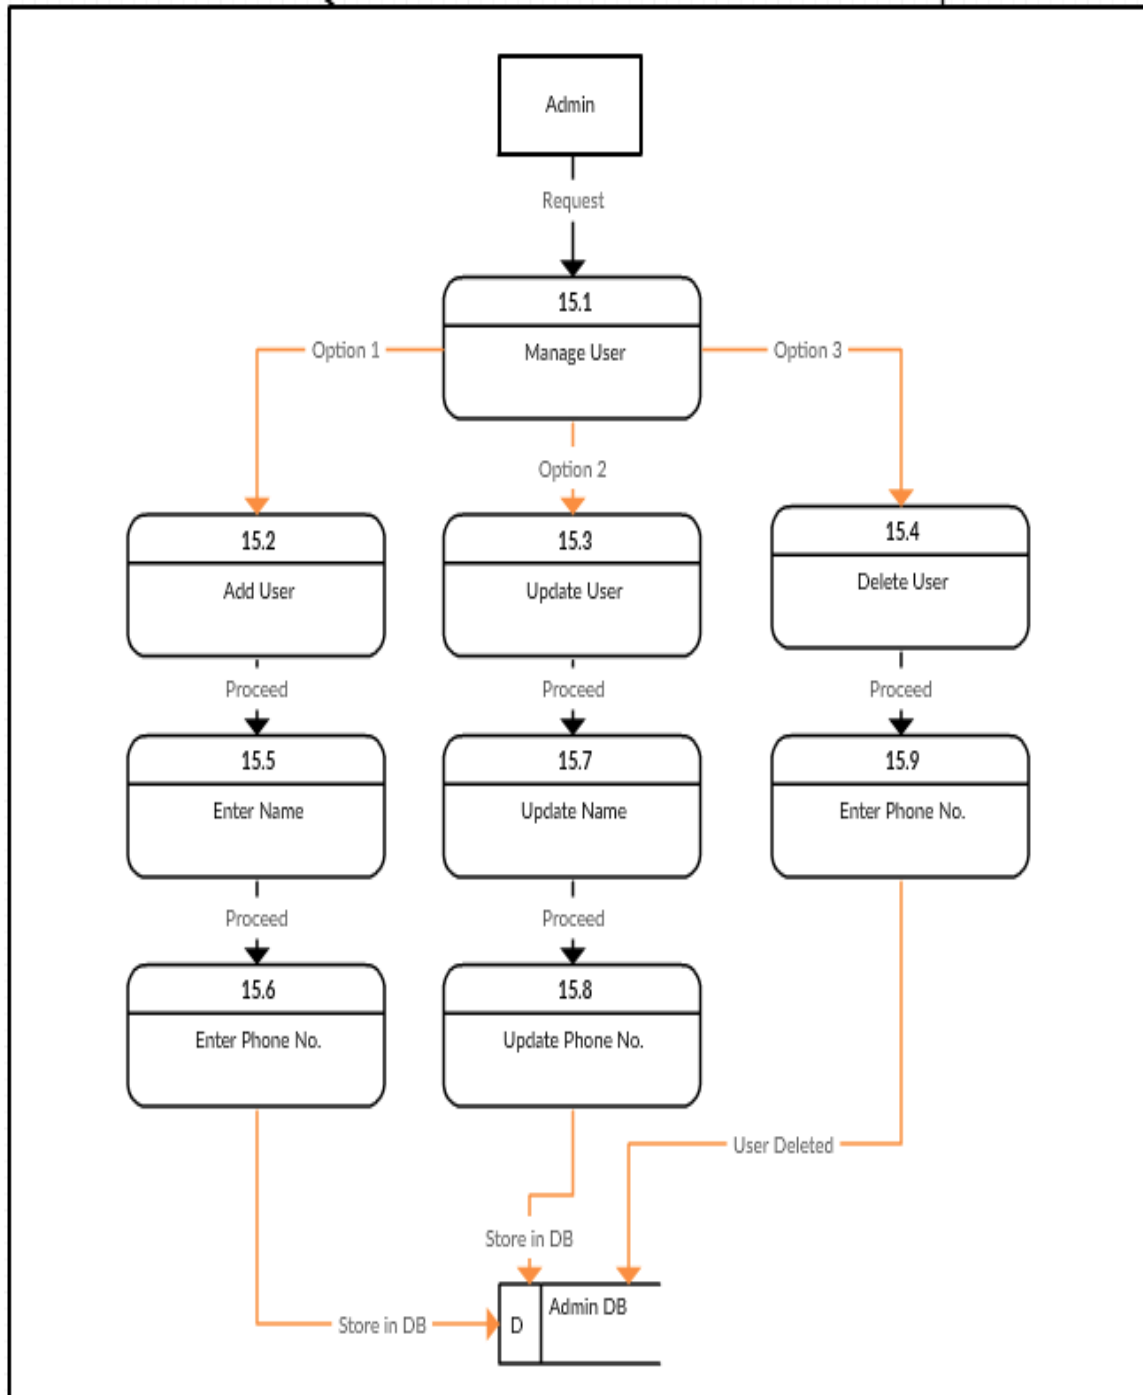 Admin
Request
15.1
Manage User
Option 1
Option 3
Option 2
15.2
Add User
15.3
Update User
15.4
Delete User
Proceed
Proceed
Proceed
15.5
Enter Name
15.7
Update Name
15.9
Enter Phone No.
Proceed
Proceed
15.6
Enter Phone No.
15.8
Update Phone No.
User Deleted
Store in DB
Store in DB
D
Admin DB